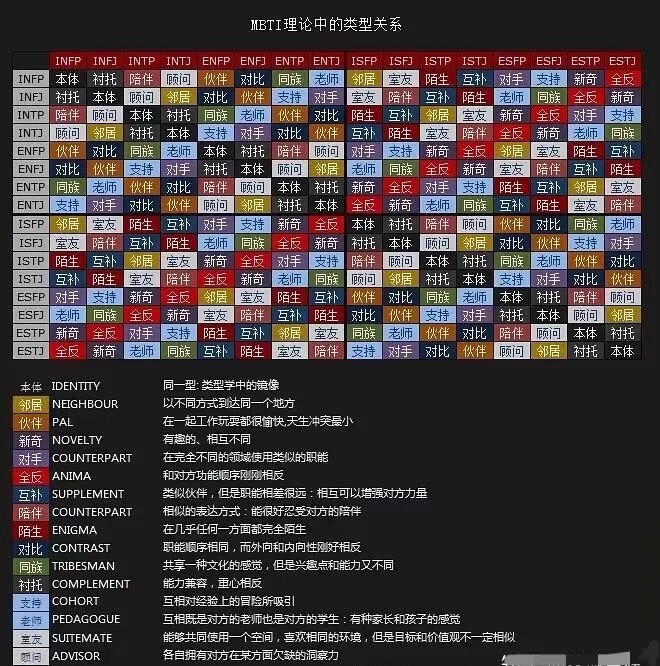 MBTI理论中的类型关系
INFP INFJ INTP INTJ ENFP ENFJ ENTP ENTJ ISFP ISFJ ISTP ISTJ ESFP ESFJ ESTP ESTJ
INFP 本体 衬托 陪伴 顾问 伙伴 对比 同族 老师 邻居 室友 陌生 互补 对手 支持 新奇 全反
INFJ 衬托 本体 顾问 邻居 对比 伙伴 支持 对手 室友 陪伴 互补 陌生 老师 同族 全反 新奇
INTP 陪伴 顾问 本体 衬托 同族 老师 伙伴 对比 陌生 互补 邻居 室友 新奇 全反 对手 支持
INTJ 顾问 邻居 衬托 本体 支持 对手 对比 伙伴 互补 陌生 室友 陪伴 全反 新奇 老师 同族
ENFP 伙伴 对比 同族 老师 本体 衬托 陪伴 顾问 对手 支持 新奇 全反 邻居 室友 陌生 互补
ENFJ 对比 伙伴 支持 对手 衬托 本体 顾问 邻居 老师 同族 全反 新奇 室友 陪伴 互补 陌生
ENTP 同族 老师 伙伴 对比 陪伴 顾问 本体 衬托 新奇 全反 对手 支持 陌生 互补 邻居 室友
ENTJ 支持 对手 对比 伙伴 顾问 邻居 衬托 本体 全反 新奇 老师 同族 互补 陌生 室友 陪伴
ISFP 邻居 室友 陌生 互补 对手 支持 新奇 全反 本体 衬托 陪伴 顾问 伙伴 对比 同族 老师
ISFJ 室友 陪伴 互补 陌生 老师 同族 全反 新奇 衬托 本体 顾问 邻居 对比 伙伴 支持 对手
ISTP 陌生 互补 邻居 室友 新奇 全反 对手 支持 陪伴 顾问 本体 衬托 同族 老师 伙伴 对比
ISTJ 互补 陌生 室友 陪伴 全反 新奇 老师 同族 顾问 邻居 衬托 本体 支持 对手 对比 伙伴
ESFP 对手 支持 新奇 全反 邻居 室友 陌生 互补 伙伴 对比 同族 老师 本体 衬托 陪伴 顾问
ESFJ 老师 同族 全反 新奇 室友 陪伴 互补 陌生 对比 伙伴 支持 对手 衬托 本体 顾问 邻居
ESTP 新奇 全反 对手 支持 陌生 互补 邻居 室友 同族 老师 伙伴 对比 陪伴 顾问 本体 衬托
ESTJ 全反 新奇 老师 同族 互补 陌生 室友 陪伴 支持 对手 对比 伙伴 顾问 邻居 衬托 本体
本体 IDENTITY 同一型: 类型学中的镜像
邻居 NEIGHBOUR 以不同方式到达同一个地方
伙伴 PAL 在一起工作玩耍都很愉快,天生冲突最小
新奇 NOVELTY 有趣的、相互不同
对手 COUNTERPART 在完全不同的领域使用类似的职能
全反 ANIMA 和对方功能顺序刚刚相反
互补 SUPPLEMENT 类似伙伴，但是职能相差很远：相互可以增强对方力量
陪伴 COUNTERPART 相似的表达方式：能很好忍受对方的陪伴
陌生 ENIGMA 在几乎任何一方面都完全陌生
对比 CONTRAST 职能顺序相同，而外向和内向性刚好相反
同族 TRIBESMAN 共享一种文化的感觉，但是兴趣点和能力又不同
衬托 COMPLEMENT 能力兼容，重心相反
支持 COHORT 互相对经验上的冒险所吸引
老师 PEDAGOGUE 互相既是对方的老师也是对方的学生：有种家长和孩子的感觉
室友 SUITEMATE 能够共同使用一个空间，喜欢相同的环境，但是目标和价值观不一定相似
顾问 ADVISOR 各自拥有对方在某方面欠缺的洞察力